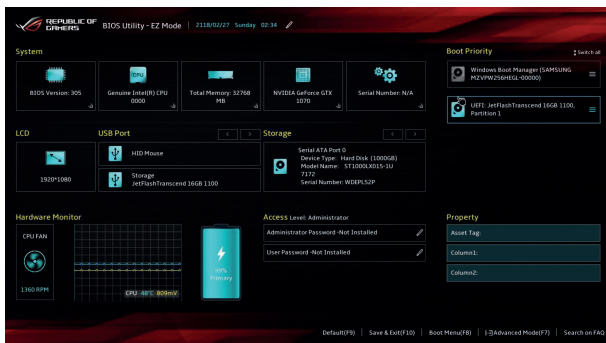 REPUBLIC OF
GAMERS
BIOS Utility - EZ Mode
2118/02/27 Sunday 02:34
System
BIOS Version: 305
CPU
Genuine Intel(R) CPU
0000
Total Memory: 32768
MB
NVIDIA GeForce GTX
1070
Serial Number: N/A
Boot Priority
Switch all
Windows Boot Manager (SAMSUNG
MZVPW256HEGL-00000)
UEFI: JetFlashTranscend 16GB 1100,
Partition 1
LCD
1920*1080
USB Port
< >
HID Mouse
Storage
JetFlashTranscend 16GB 1100
Storage
< >
Serial ATA Port 0
Device Type: Hard Disk (1000GB)
Model Name: ST1000LX015-1U
7172
Serial Number: WDEPLS2P
Hardware Monitor
CPU FAN
1360 RPM
CPU 48°C 809mV
99%
Primary
Access Level: Administrator
Administrator Password -Not Installed
User Password -Not Installed
Property
Asset Tag:
Column1:
Column2:
Default(F9) | Save & Exit(F10) | Boot Menu(F8) | Advanced Mode(F7) | Search on FAQ